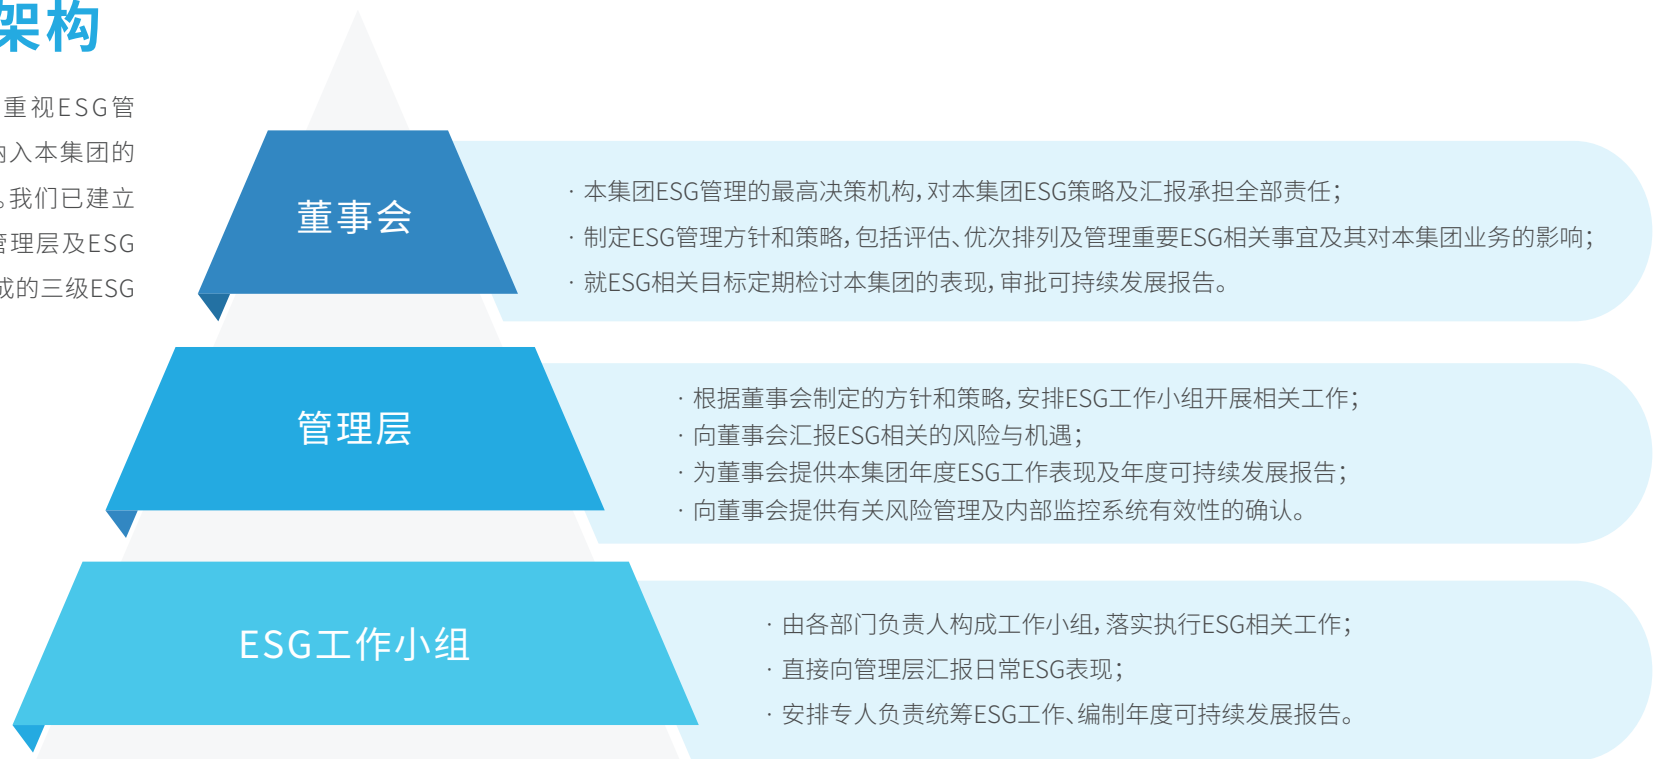 架构
重视ESG管
纳入本集团的
。我们已建立
管理层及ESG
成的三级ESG
董事会
· 本集团ESG管理的最高决策机构，对本集团ESG策略及汇报承担全部责任；
· 制定ESG管理方针和策略，包括评估、优次排列及管理重要ESG相关事宜及其对本集团业务的影响；
· 就ESG相关目标定期检讨本集团的表现，审批可持续发展报告。
管理层
· 根据董事会制定的方针和策略，安排ESG工作小组开展相关工作；
· 向董事会汇报ESG相关的风险与机遇；
· 为董事会提供本集团年度ESG工作表现及年度可持续发展报告；
· 向董事会提供有关风险管理及内部监控系统有效性的确认。
ESG工作小组
· 由各部门负责人构成工作小组，落实执行ESG相关工作；
· 直接向管理层汇报日常ESG表现；
· 安排专人负责统筹ESG工作、编制年度可持续发展报告。